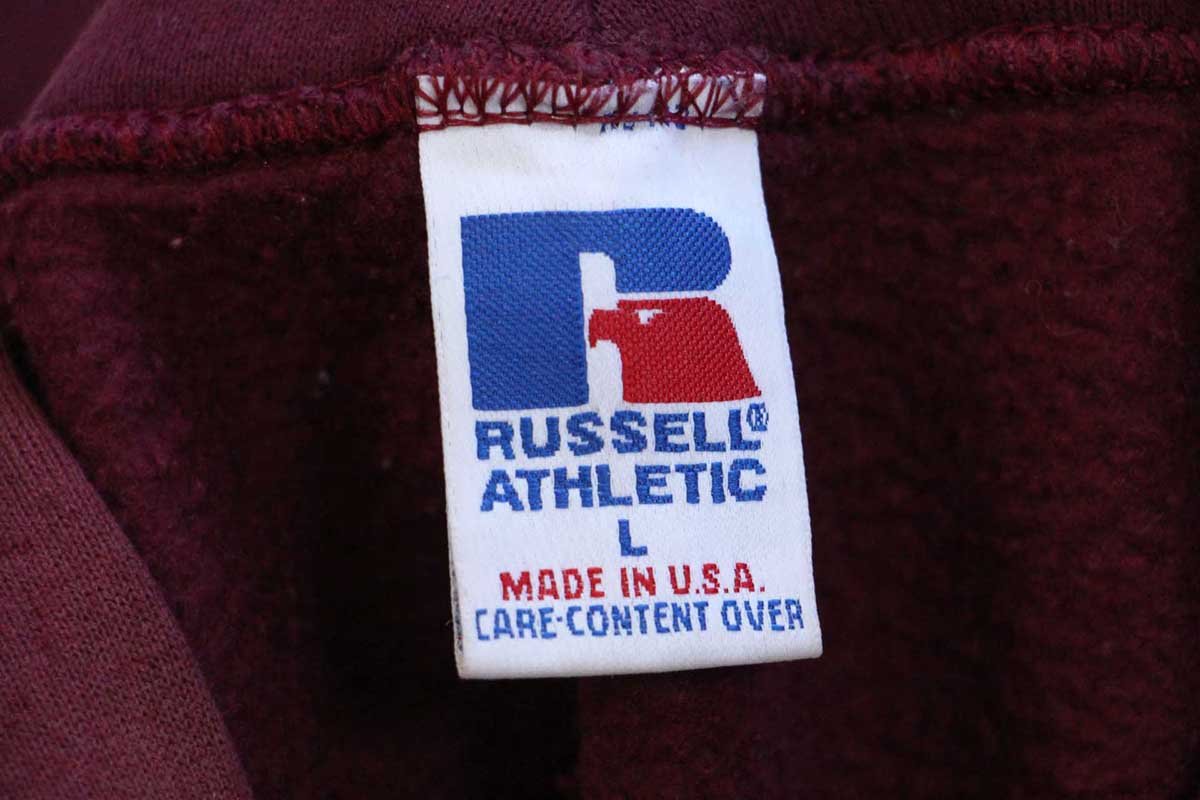 RUSSELL®
ATHLETIC
L
MADE IN U.S.A.
CARE-CONTENT OVER